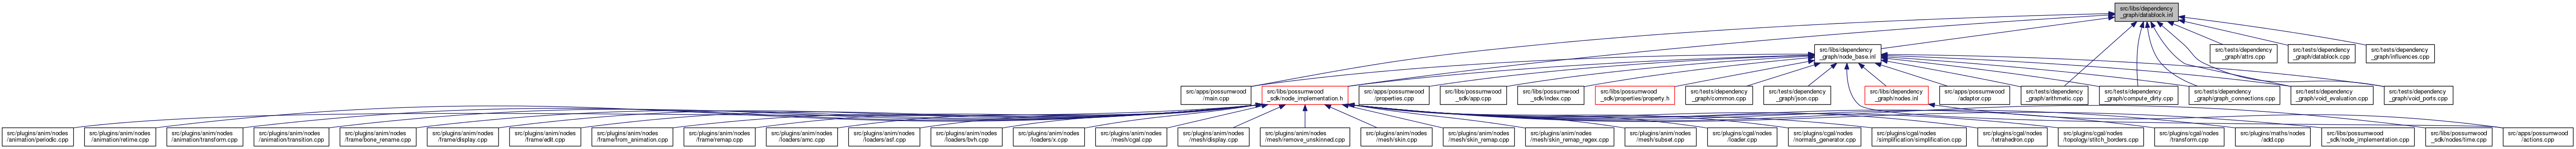 src/libs/dependency
_graph/datablock.inl
src/libs/dependency
_graph/node_base.inl
src/tests/dependency
_graph/attrs.cpp
src/tests/dependency
_graph/datablock.cpp
src/tests/dependency
_graph/influences.cpp
src/apps/possumwood
/main.cpp
src/libs/possumwood
_sdk/node_implementation.h
src/apps/possumwood
/properties.cpp
src/libs/possumwood
_sdk/app.cpp
src/libs/possumwood
_sdk/index.cpp
src/libs/possumwood
_sdk/properties/property.h
src/tests/dependency
_graph/common.cpp
src/tests/dependency
_graph/json.cpp
src/libs/dependency
_graph/nodes.inl
src/apps/possumwood
/adaptor.cpp
src/tests/dependency
_graph/arithmetic.cpp
src/tests/dependency
_graph/compute_dirty.cpp
src/tests/dependency
_graph/graph_connections.cpp
src/tests/dependency
_graph/void_evaluation.cpp
src/tests/dependency
_graph/void_ports.cpp
src/plugins/anim/nodes
/animation/periodic.cpp
src/plugins/anim/nodes
/animation/retime.cpp
src/plugins/anim/nodes
/animation/transform.cpp
src/plugins/anim/nodes
/animation/transition.cpp
src/plugins/anim/nodes
/frame/bone_rename.cpp
src/plugins/anim/nodes
/frame/display.cpp
src/plugins/anim/nodes
/frame/edit.cpp
src/plugins/anim/nodes
/frame/from_animation.cpp
src/plugins/anim/nodes
/frame/remap.cpp
src/plugins/anim/nodes
/loaders/amc.cpp
src/plugins/anim/nodes
/loaders/asf.cpp
src/plugins/anim/nodes
/loaders/bvh.cpp
src/plugins/anim/nodes
/loaders/x.cpp
src/plugins/anim/nodes
/mesh/cgal.cpp
src/plugins/anim/nodes
/mesh/display.cpp
src/plugins/anim/nodes
/mesh/remove_unskinned.cpp
src/plugins/anim/nodes
/mesh/skin.cpp
src/plugins/anim/nodes
/mesh/skin_remap.cpp
src/plugins/anim/nodes
/mesh/skin_remap_regex.cpp
src/plugins/anim/nodes
/mesh/subset.cpp
src/plugins/cgal/nodes
/loader.cpp
src/plugins/cgal/nodes
/normals_generator.cpp
src/plugins/cgal/nodes
/simplification/simplification.cpp
src/plugins/cgal/nodes
/tetrahedron.cpp
src/plugins/cgal/nodes
/topology/stitch_borders.cpp
src/plugins/cgal/nodes
/transform.cpp
src/plugins/maths/nodes
/add.cpp
src/libs/possumwood
_sdk/node_implementation.cpp
src/libs/possumwood
_sdk/nodes/time.cpp
src/apps/possumwood
/actions.cpp